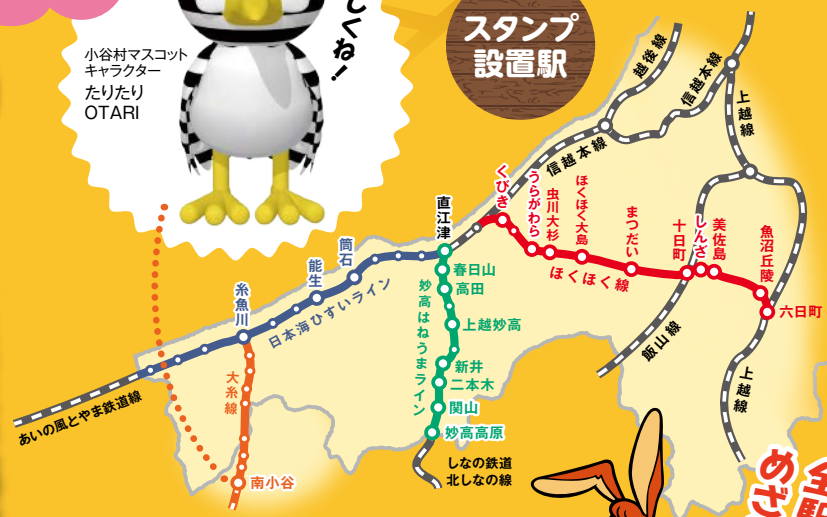 しくね！
小谷村マスコット
キャラクター
たりたり
OTARI
スタンプ
設置駅
越後線
信越本線
上越線
信越本線
くびき
うらがわら
虫川大杉
ほくほく大島
まつだい
十日町
しんざ
美佐島
魚沼丘陵
六日町
ほくほく線
飯山線
上越線
直江津
春日山
高田
上越妙高
新井
二本木
関山
妙高高原
妙高はねうまライン
しなの鉄道
北しなの線
筒石
能生
糸魚川
日本海ひすいライン
大糸線
南小谷
あいの風とやま鉄道線
全駅
めざ